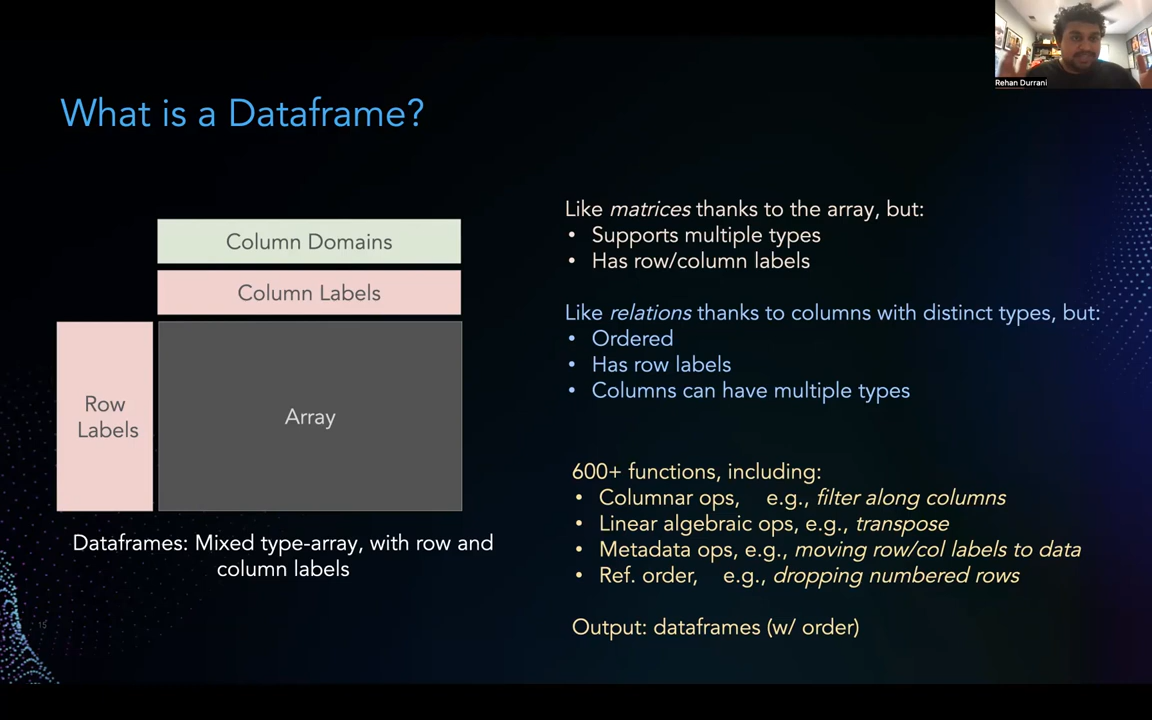 Rehan Durrani
What is a Dataframe?
Column Domains
Column Labels
Row
Labels
Array
Dataframes: Mixed type-array, with row and
column labels
Like matrices thanks to the array, but:
• Supports multiple types
• Has row/column labels
Like relations thanks to columns with distinct types, but:
• Ordered
• Has row labels
• Columns can have multiple types
600+ functions, including:
• Columnar ops, e.g., filter along columns
• Linear algebraic ops, e.g., transpose
• Metadata ops, e.g., moving row/col labels to data
• Ref. order, e.g., dropping numbered rows
Output: dataframes (w/ order)
15